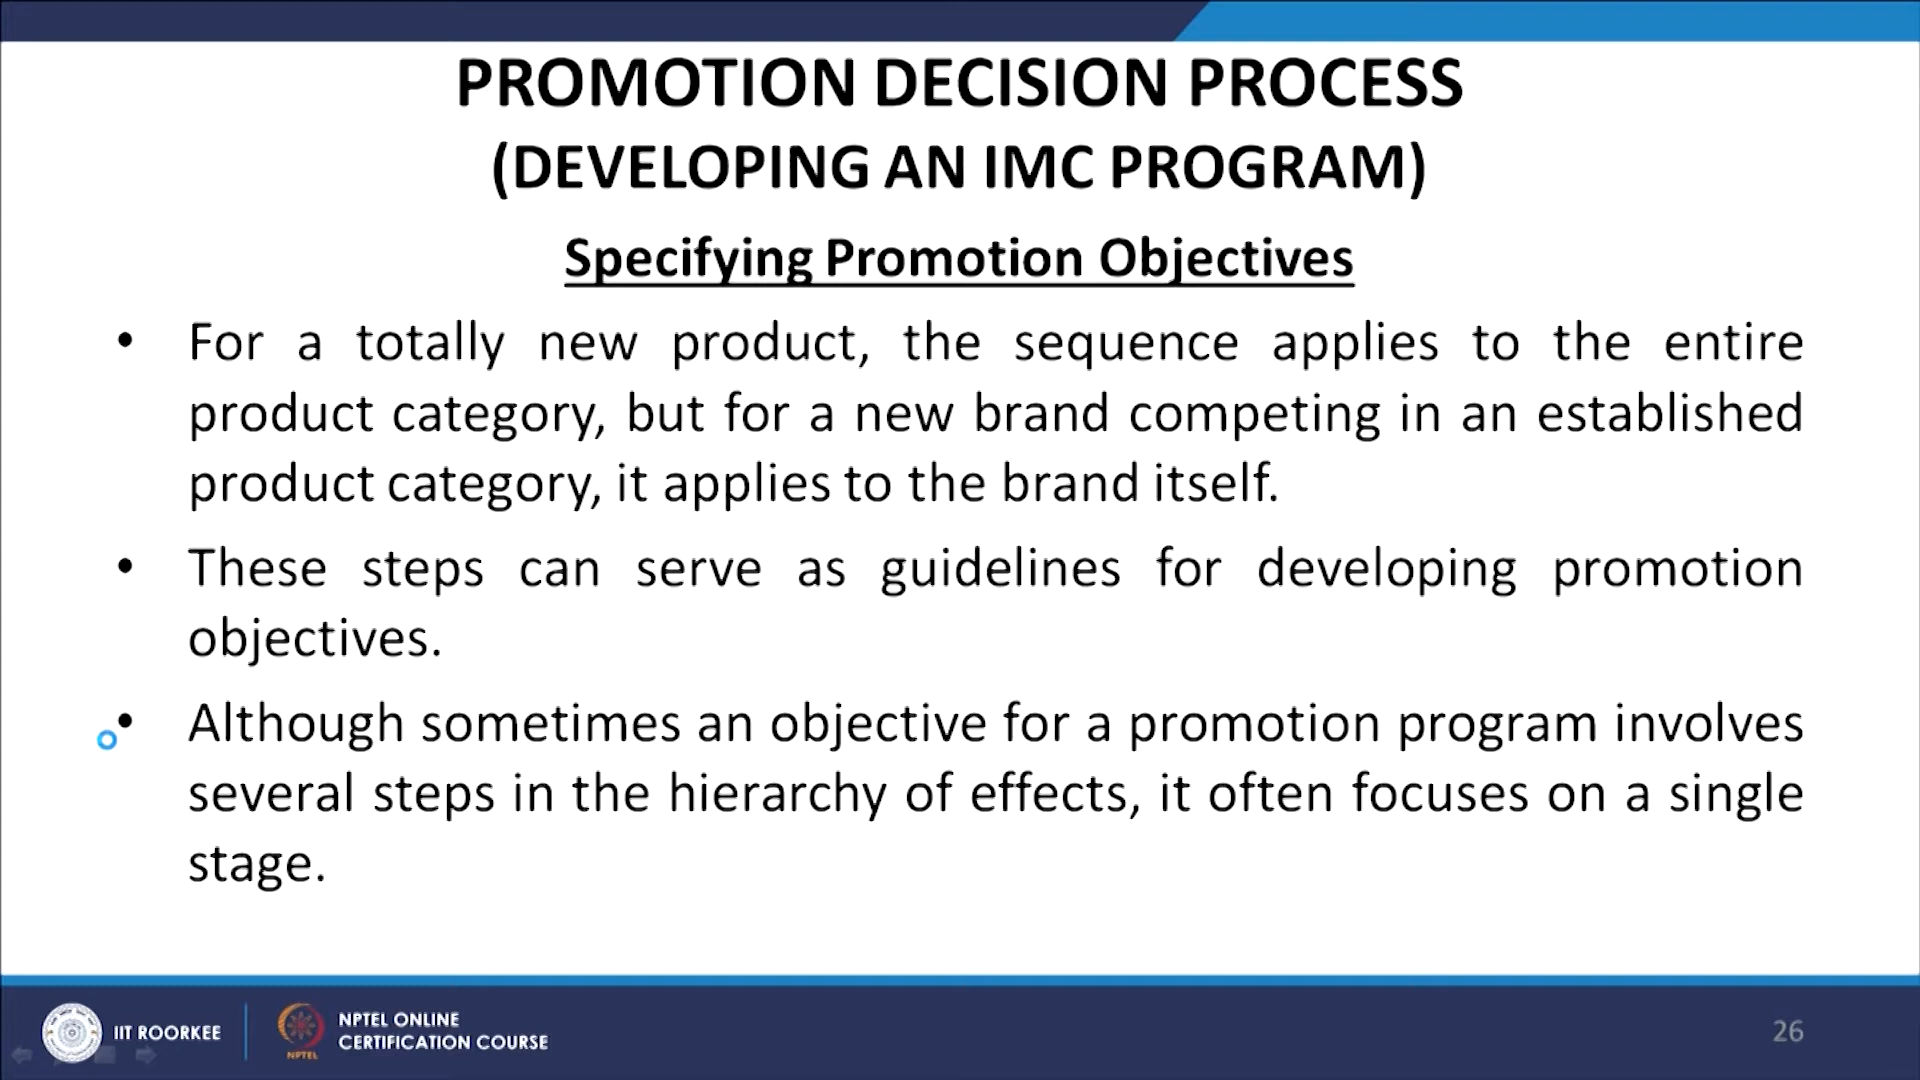 PROMOTION DECISION PROCESS
(DEVELOPING AN IMC PROGRAM)
Specifying Promotion Objectives
• For a totally new product, the sequence applies to the entire
product category, but for a new brand competing in an established
product category, it applies to the brand itself.
• These steps can serve as guidelines for developing promotion
objectives.
• Although sometimes an objective for a promotion program involves
several steps in the hierarchy of effects, it often focuses on a single
stage.
IIT ROORKEE
NPTEL
NPTEL ONLINE
CERTIFICATION COURSE
26